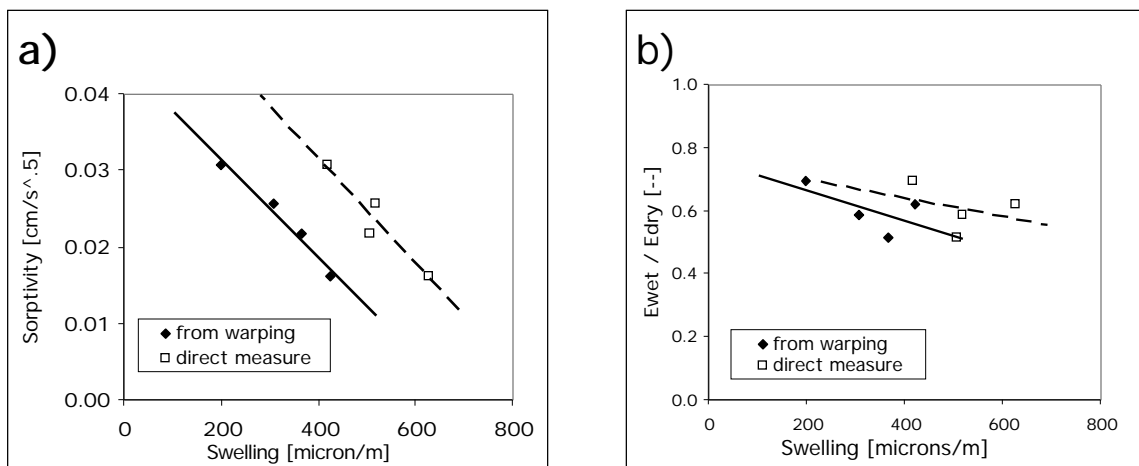 a)
Sorptivity [cm/s^.5]
0.04
0.03
0.02
0.01
0.00
from warping
direct measure
0 200 400 600 800
Swelling [micron/m]
b)
Ewet / Edry [--]
1.0
0.8
0.6
0.4
0.2
0.0
from warping
direct measure
0 200 400 600 800
Swelling [microns/m]